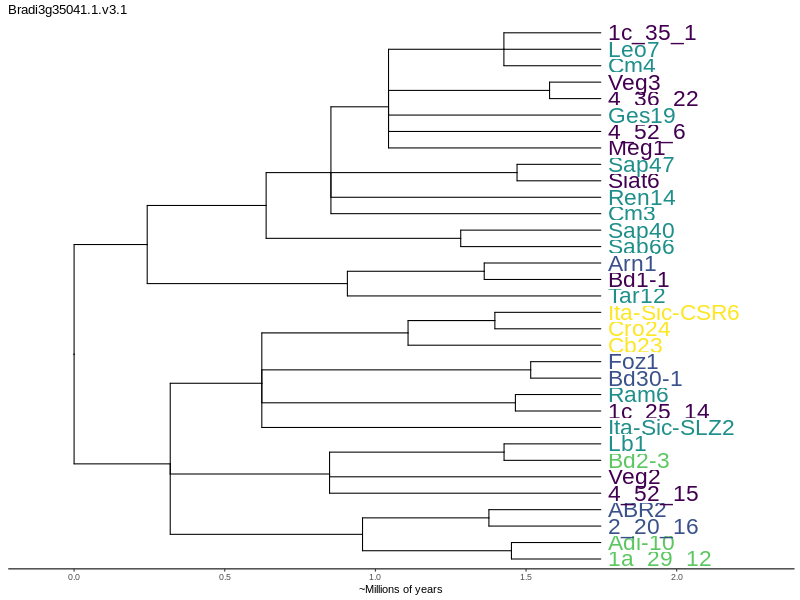 Bradi3g35041.1.v3.1
1c_35_1
Leo7
Cm4
Veg3
4_36_22
Ges19
4_52_6
Meg1
Sap47
Siat6
Ren14
Cm3
Sap40
Sab66
Arn1
Bd1-1
Tar12
Ita-Sic-CSR6
Cro24
Cb23
Foz1
Bd30-1
Ram6
1c_25_14
Ita-Sic-SLZ2
Lb1
Bd2-3
Veg2
4_52_15
ABR2
2_20_16
Adi-10
1a_29_12
0.0 0.5 1.0 1.5 2.0
~Millions of years